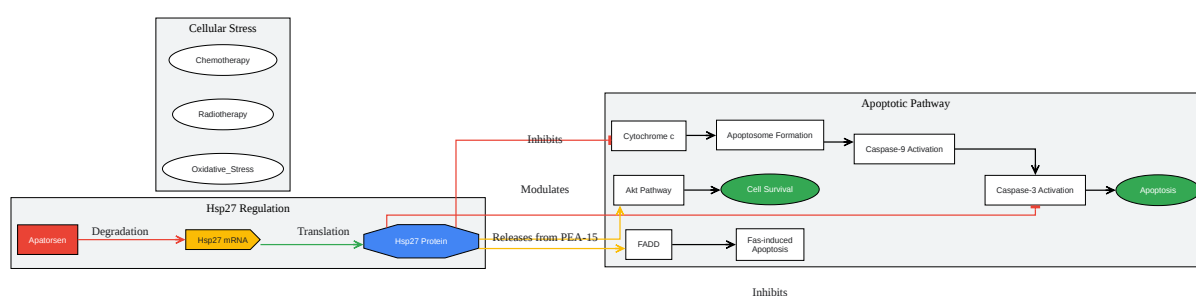 Cellular Stress
Chemotherapy
Radiotherapy
Oxidative_Stress
Hsp27 Regulation
Apatorsen
Degradation
Hsp27 mRNA
Translation
Hsp27 Protein
Inhibits
Modulates
Releases from PEA-15
Apoptotic Pathway
Cytochrome c
Apoptosome Formation
Caspase-9 Activation
Akt Pathway
Cell Survival
Caspase-3 Activation
Apoptosis
FADD
Fas-induced
Apoptosis
Inhibits